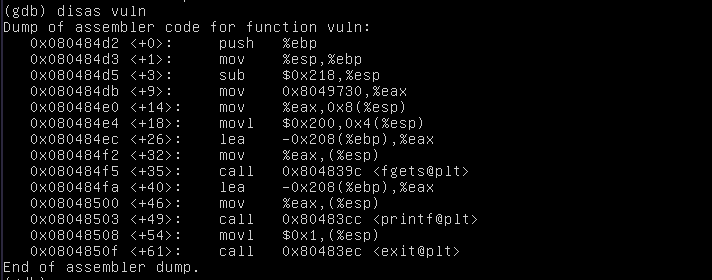 (gdb) disas vuln
Dump of assembler code for function vuln:
   0x080484d2 <+0>:     push   %ebp
   0x080484d3 <+1>:     mov    %esp,%ebp
   0x080484d5 <+3>:     sub    $0x218,%esp
   0x080484db <+9>:     mov    0x8049730,%eax
   0x080484e0 <+14>:    mov    %eax,0x8(%esp)
   0x080484e4 <+18>:    movl   $0x200,0x4(%esp)
   0x080484ec <+26>:    lea    -0x208(%ebp),%eax
   0x080484f2 <+32>:    mov    %eax,(%esp)
   0x080484f5 <+35>:    call   0x804839c <fgets@plt>
   0x080484fa <+40>:    lea    -0x208(%ebp),%eax
   0x08048500 <+46>:    mov    %eax,(%esp)
   0x08048503 <+49>:    call   0x80483cc <printf@plt>
   0x08048508 <+54>:    movl   $0x1,(%esp)
   0x0804850f <+61>:    call   0x80483ec <exit@plt>
End of assembler dump.